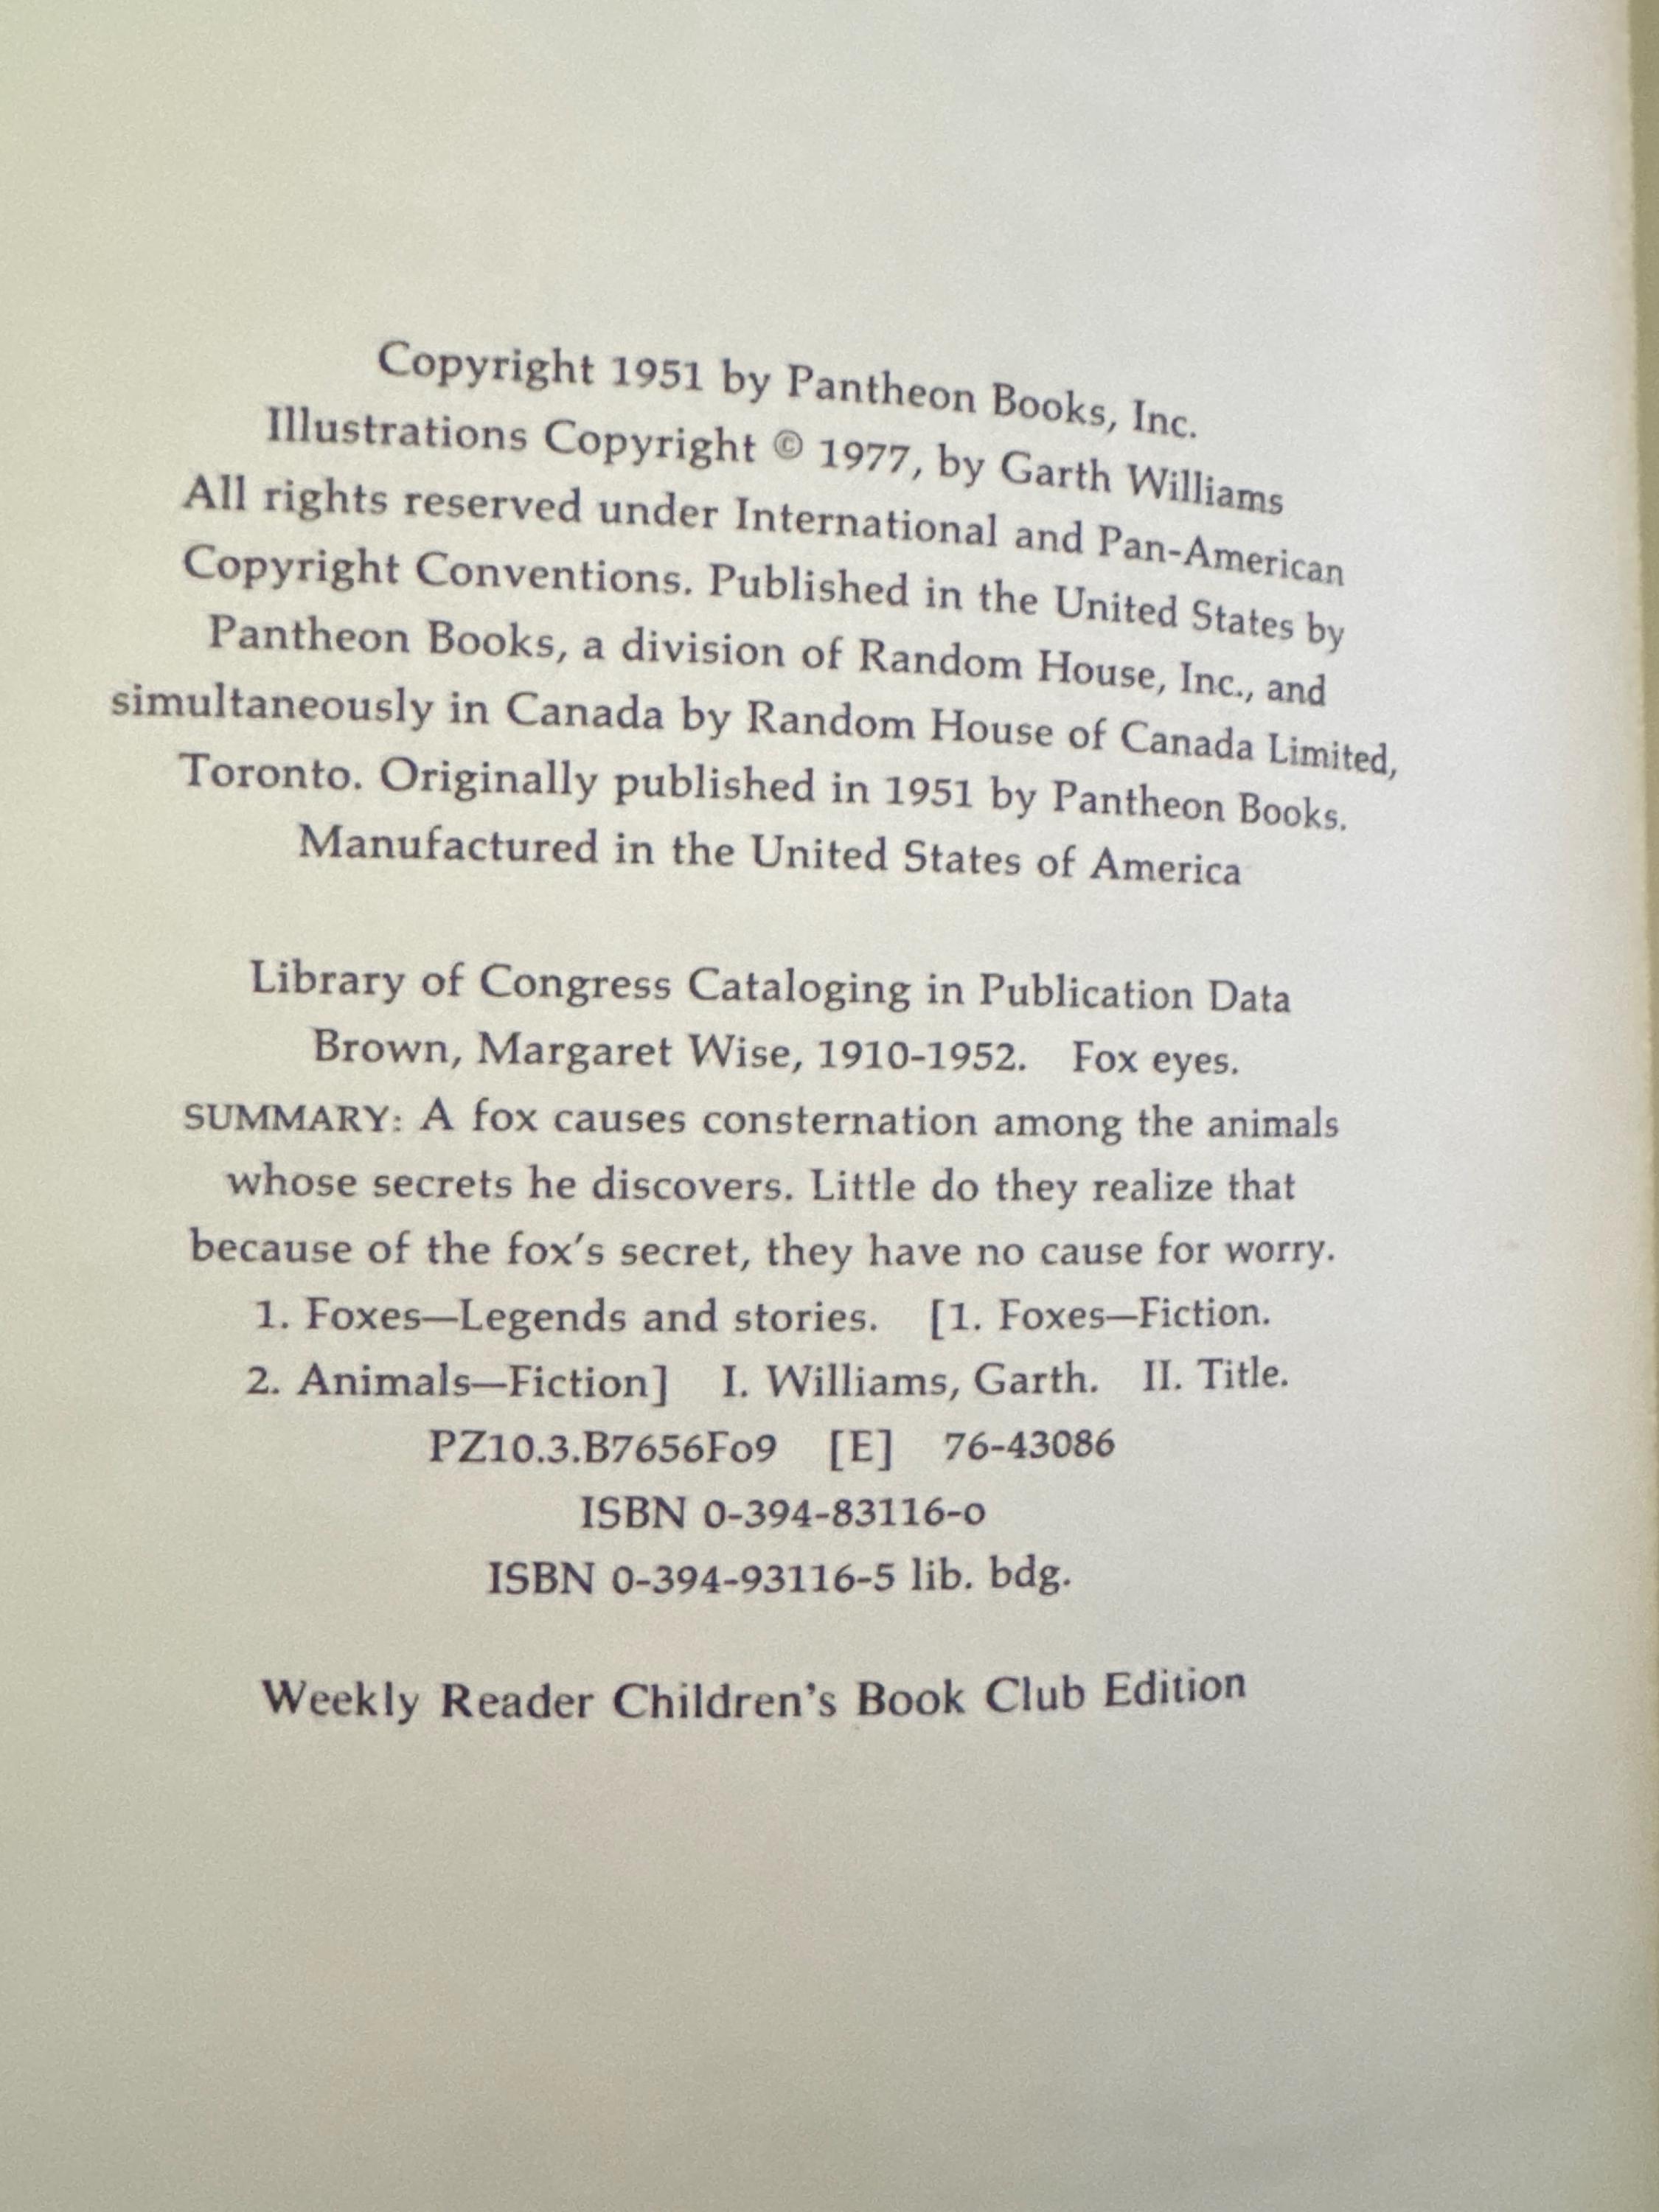 Copyright 1951 by Pantheon Books, Inc.
Illustrations Copyright © 1977, by Garth Williams
All rights reserved under International and Pan-American
Copyright Conventions. Published in the United States by
Pantheon Books, a division of Random House, Inc., and
simultaneously in Canada by Random House of Canada Limited,
Toronto. Originally published in 1951 by Pantheon Books.
Manufactured in the United States of America
Library of Congress Cataloging in Publication Data
Brown, Margaret Wise, 1910-1952. Fox eyes.
SUMMARY: A fox causes consternation among the animals
whose secrets he discovers. Little do they realize that
because of the fox's secret, they have no cause for worry.
1. Foxes—Legends and stories. [1. Foxes—Fiction.
2. Animals—Fiction] I. Williams, Garth. II. Title.
PZ10.3.B7656Fo9 [E] 76-43086
ISBN 0-394-83116-0
ISBN 0-394-93116-5 lib. bdg.
Weekly Reader Children's Book Club Edition